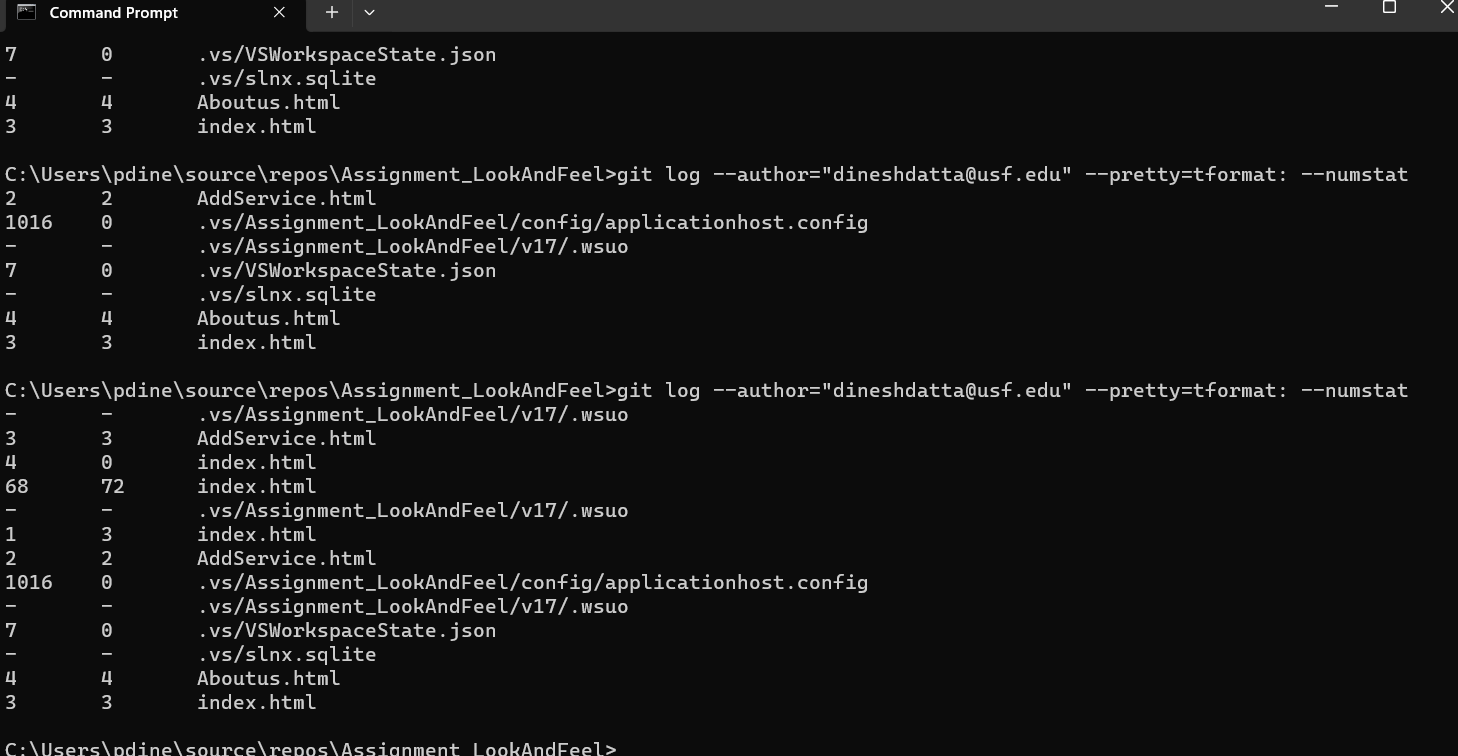 Command Prompt
7 0 .vs/VSWorkspaceState.json
- - .vs/slnx.sqlite
4 4 Aboutus.html
3 3 index.html
C:\Users\pdine\source\repos\Assignment_LookAndFeel>git log --author="dineshdatta@usf.edu" --pretty=tformat: --numstat
2 2 AddService.html
1016 0 .vs/Assignment_LookAndFeel/config/applicationhost.config
- - .vs/Assignment_LookAndFeel/v17/.wsuo
7 0 .vs/VSWorkspaceState.json
- - .vs/slnx.sqlite
4 4 Aboutus.html
3 3 index.html
C:\Users\pdine\source\repos\Assignment_LookAndFeel>git log --author="dineshdatta@usf.edu" --pretty=tformat: --numstat
- - .vs/Assignment_LookAndFeel/v17/.wsuo
3 3 AddService.html
4 0 index.html
68 72 index.html
- - .vs/Assignment_LookAndFeel/v17/.wsuo
1 3 index.html
2 2 AddService.html
1016 0 .vs/Assignment_LookAndFeel/config/applicationhost.config
- - .vs/Assignment_LookAndFeel/v17/.wsuo
7 0 .vs/VSWorkspaceState.json
- - .vs/slnx.sqlite
4 4 Aboutus.html
3 3 index.html
C:\Users\pdine\source\repos\Assignment_LookAndFeel>